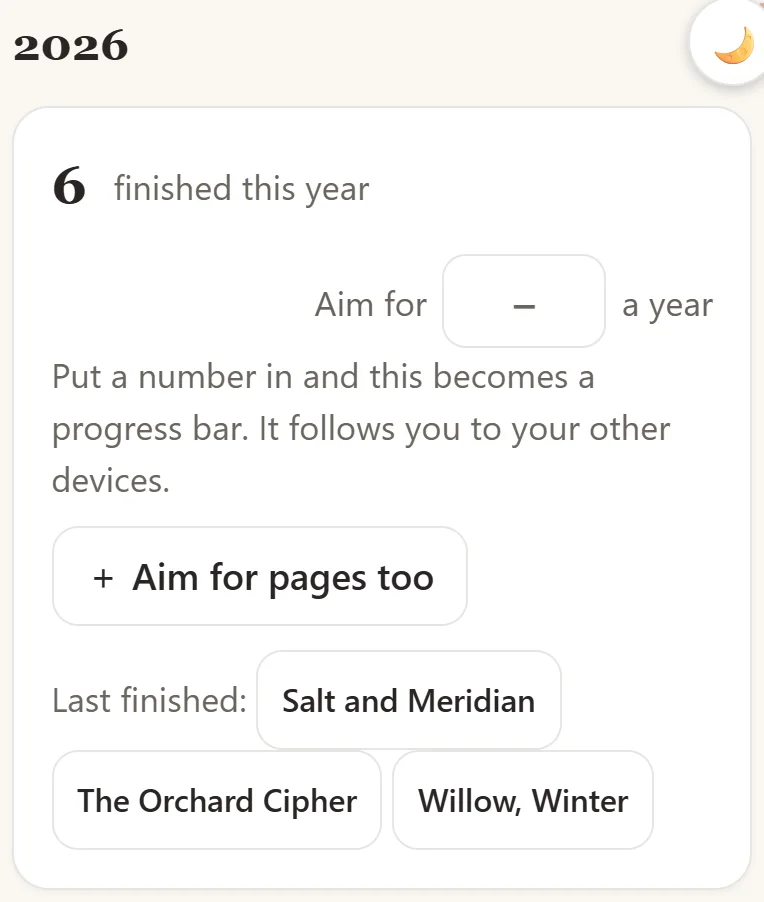 2026
6 finished this year
Aim for – a year
Put a number in and this becomes a
progress bar. It follows you to your other
devices.
+ Aim for pages too
Last finished: Salt and Meridian
The Orchard Cipher Willow, Winter